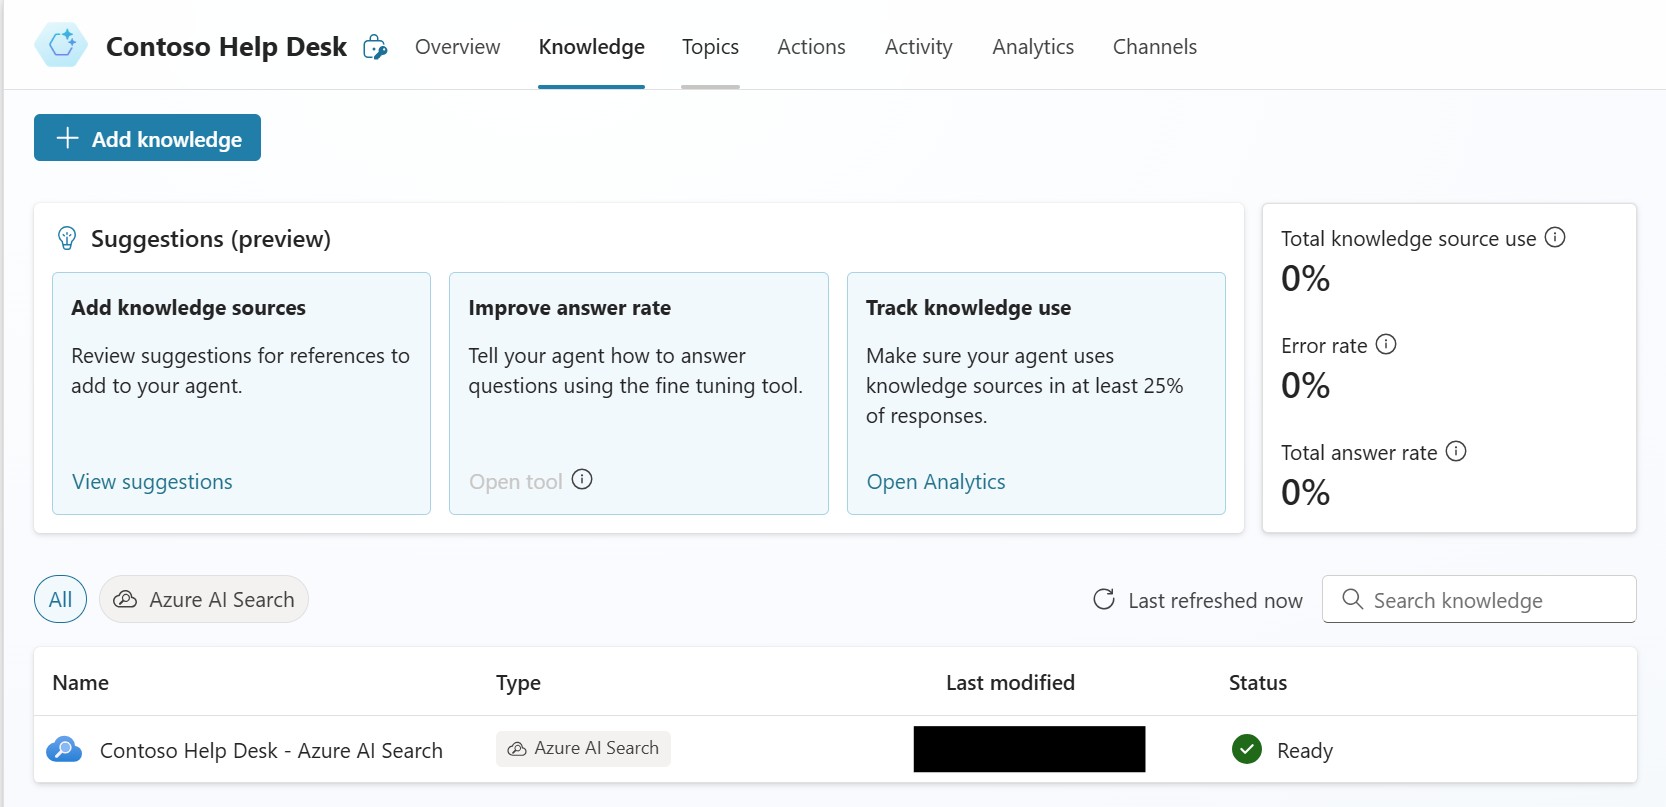 Contoso Help Desk Overview Knowledge Topics Actions Activity Analytics Channels
Add knowledge
Suggestions (preview)
Add knowledge sources
Review suggestions for references to
add to your agent.
View suggestions
Improve answer rate
Tell your agent how to answer
questions using the fine tuning tool.
Open tool
Track knowledge use
Make sure your agent uses
knowledge sources in at least 25%
of responses.
Open Analytics
Total knowledge source use
0%
Error rate
0%
Total answer rate
0%
All Azure AI Search Last refreshed now Search knowledge
Name Type Last modified Status
Contoso Help Desk - Azure AI Search Azure AI Search Ready